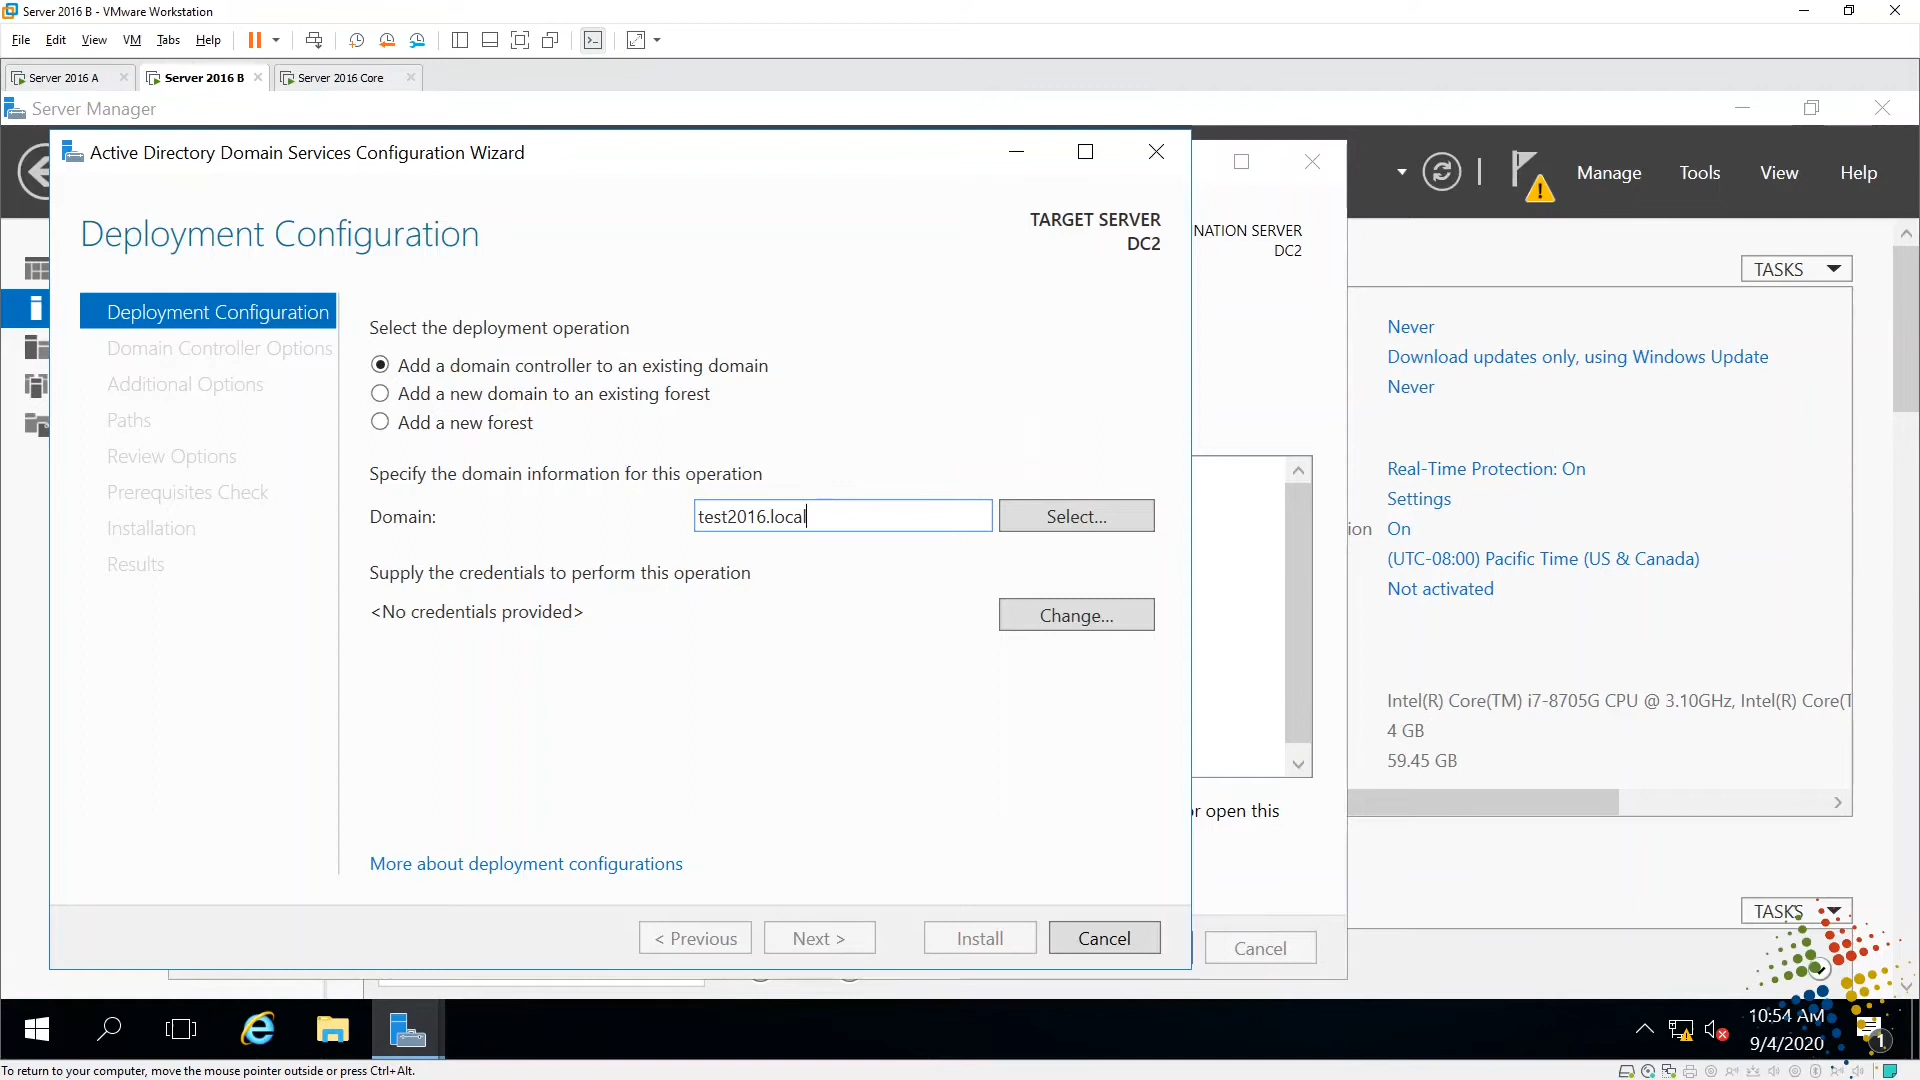 Server 2016 B - VMware Workstation
File Edit View VM Tabs Help
Server 2016 A Server 2016 B Server 2016 Core
Server Manager
Manage Tools View Help
Active Directory Domain Services Configuration Wizard
Deployment Configuration
TARGET SERVER
DC2
NATION SERVER
DC2
TASKS
Deployment Configuration
Domain Controller Options
Additional Options
Paths
Review Options
Prerequisites Check
Installation
Results
Select the deployment operation
Add a domain controller to an existing domain
Add a new domain to an existing forest
Add a new forest
Specify the domain information for this operation
Domain: test2016.local Select...
Supply the credentials to perform this operation
<No credentials provided> Change...
More about deployment configurations
< Previous Next > Install Cancel
Never
Download updates only, using Windows Update
Never
Real-Time Protection: On
Settings
ion On
(UTC-08:00) Pacific Time (US & Canada)
Not activated
Intel(R) Core(TM) i7-8705G CPU @ 3.10GHz, Intel(R) Core(T
4 GB
59.45 GB
r open this
Cancel
TASKS
10:54 AM
9/4/2020
1
To return to your computer, move the mouse pointer outside or press Ctrl+Alt.